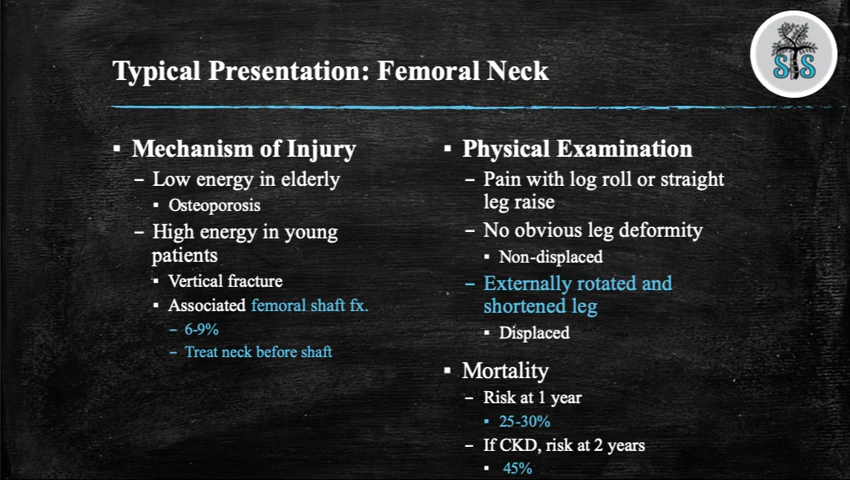 Typical Presentation: Femoral Neck
STS
▪ Mechanism of Injury
– Low energy in elderly
▪ Osteoporosis
– High energy in young
patients
▪ Vertical fracture
▪ Associated femoral shaft fx.
– 6-9%
– Treat neck before shaft
▪ Physical Examination
– Pain with log roll or straight
leg raise
– No obvious leg deformity
▪ Non-displaced
– Externally rotated and
shortened leg
▪ Displaced
▪ Mortality
– Risk at 1 year
▪ 25-30%
– If CKD, risk at 2 years
▪ 45%